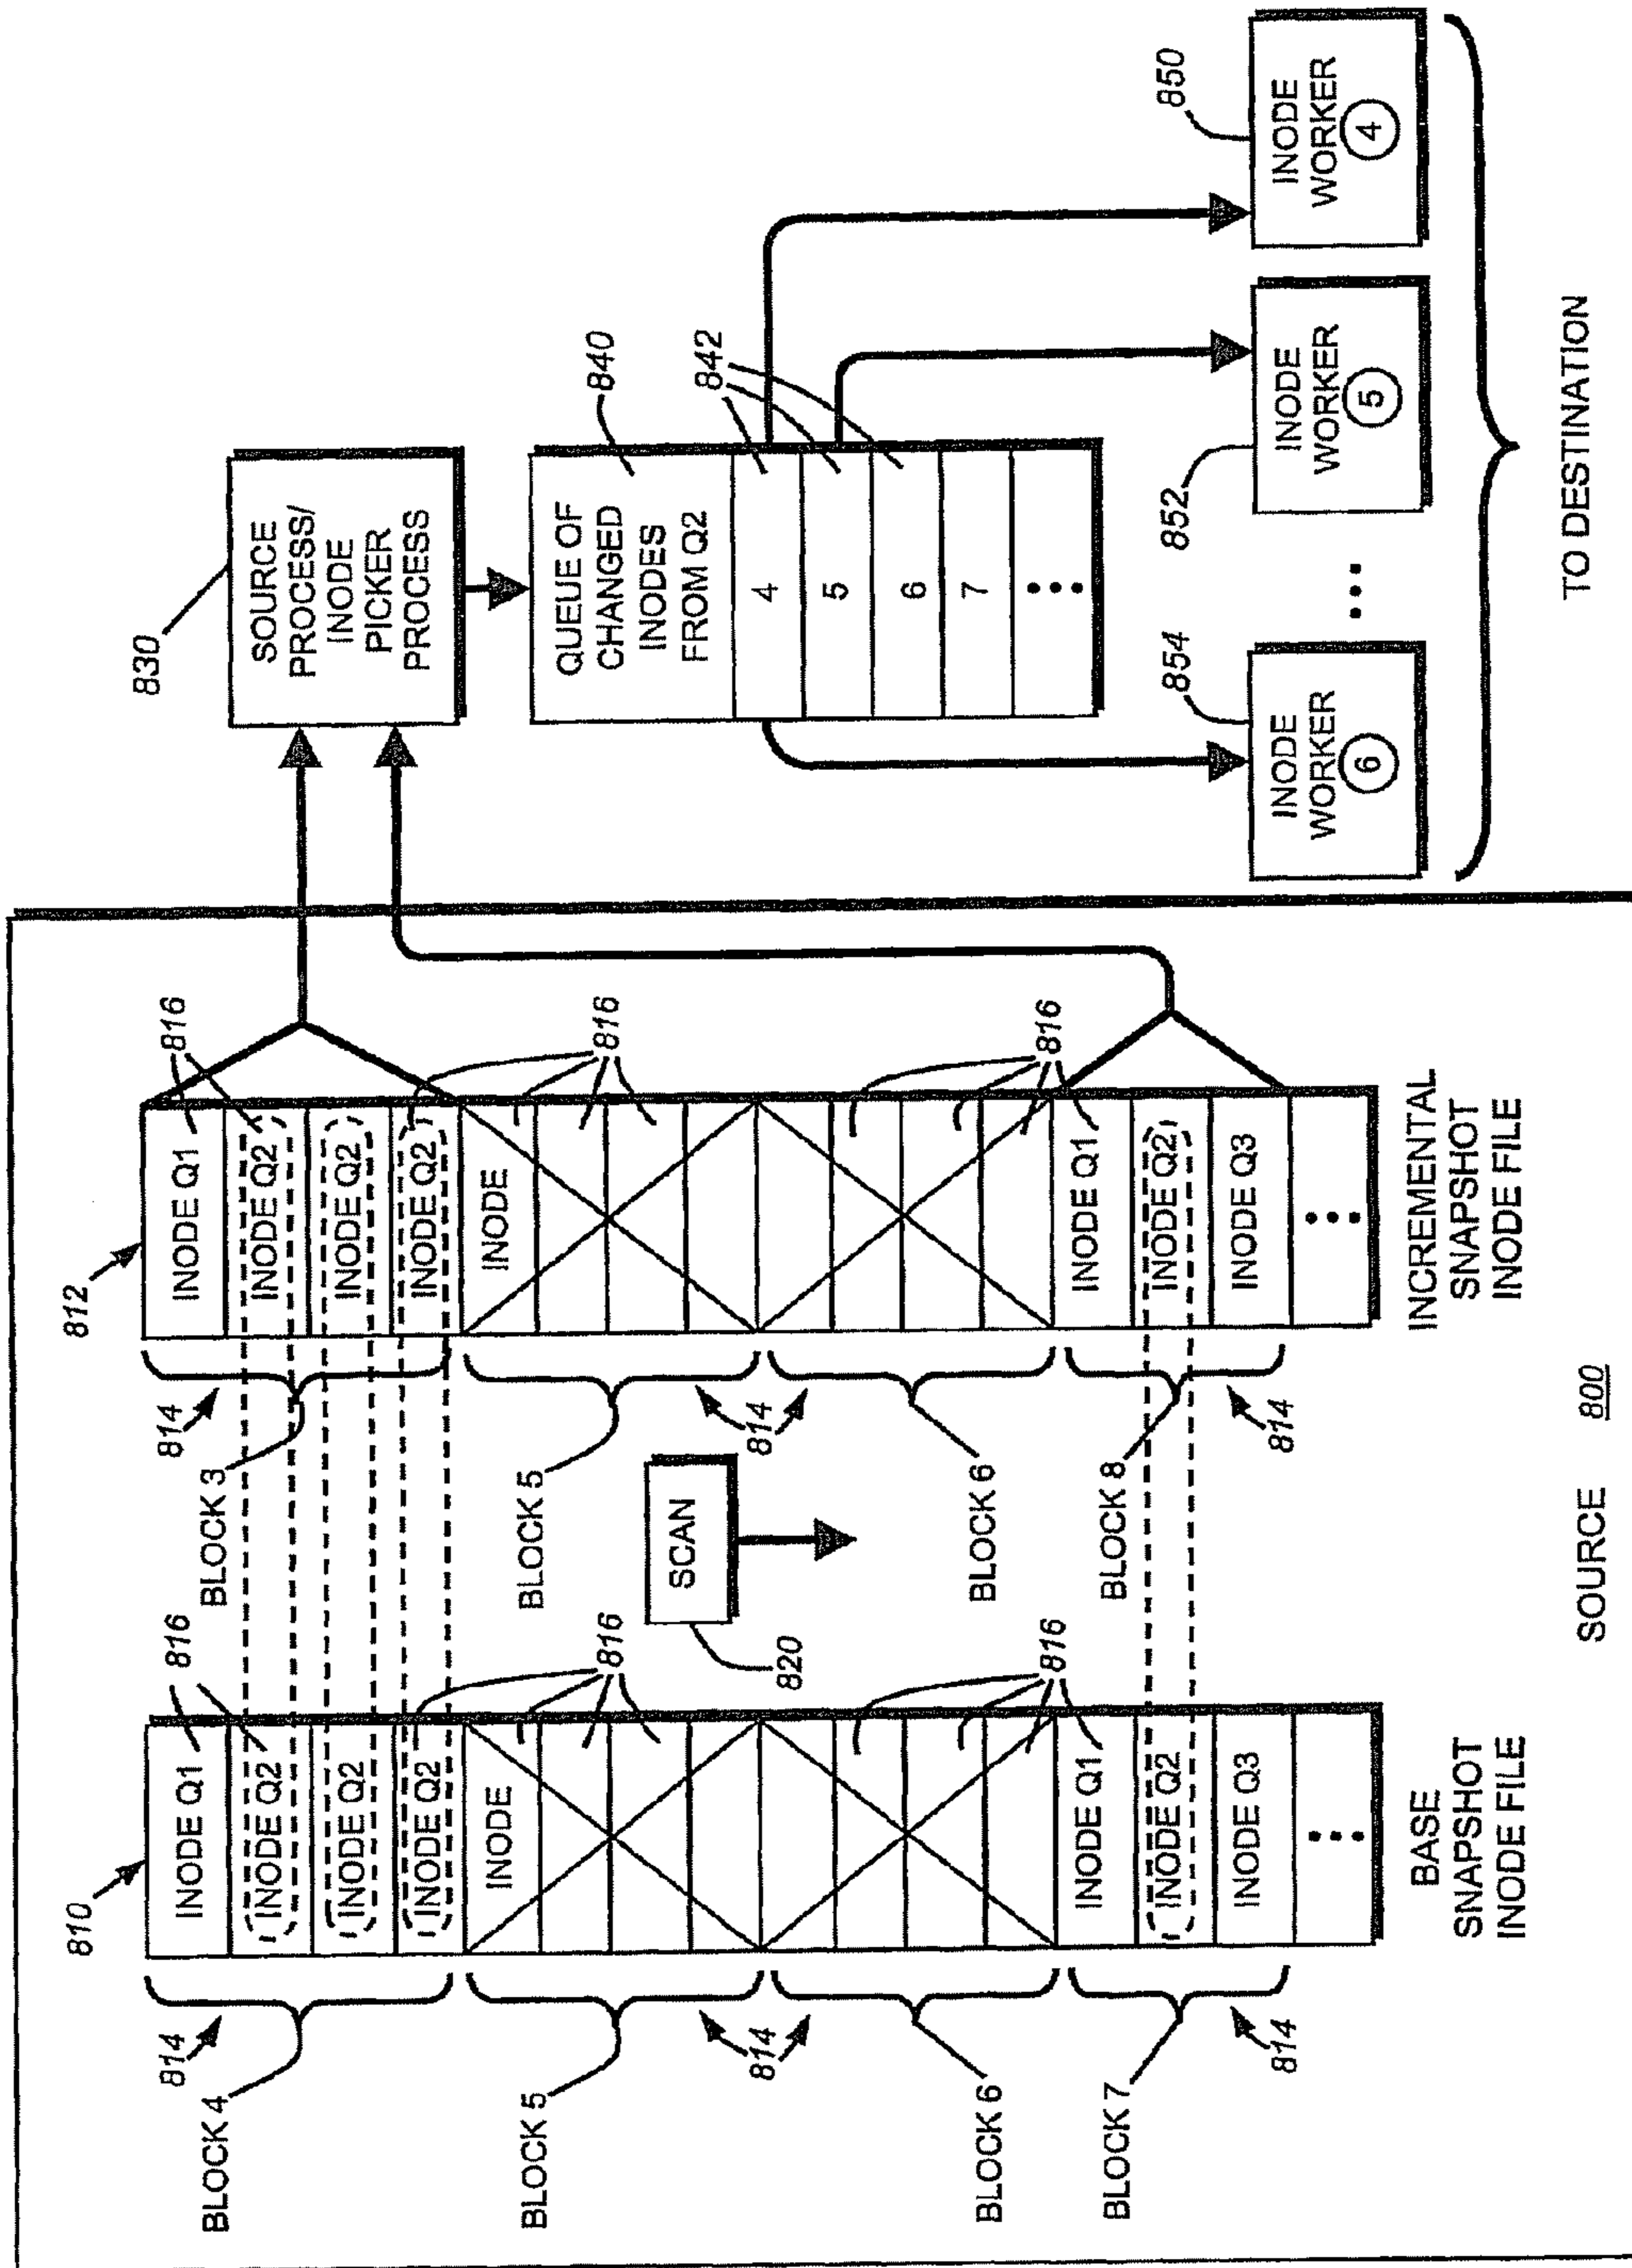 810
814
BLOCK 4
INODE Q1
INODE Q2
INODE Q2
INODE Q2
816
BLOCK 5
INODE
816
814
BLOCK 6
816
BLOCK 7
INODE Q1
INODE Q2
INODE Q3
814
BASE
SNAPSHOT
INODE FILE
SCAN
820
812
814
BLOCK 3
INODE Q1
INODE Q2
INODE Q2
INODE Q2
816
BLOCK 5
INODE
816
814
BLOCK 6
816
BLOCK 8
INODE Q1
INODE Q2
INODE Q3
814
INCREMENTAL
SNAPSHOT
INODE FILE
SOURCE 800
830
SOURCE
PROCESS/
INODE
PICKER
PROCESS
QUEUE OF
CHANGED
INODES
FROM Q2
840
842
4
5
6
7
854
INODE
WORKER
6
852
INODE
WORKER
5
850
INODE
WORKER
4
TO DESTINATION